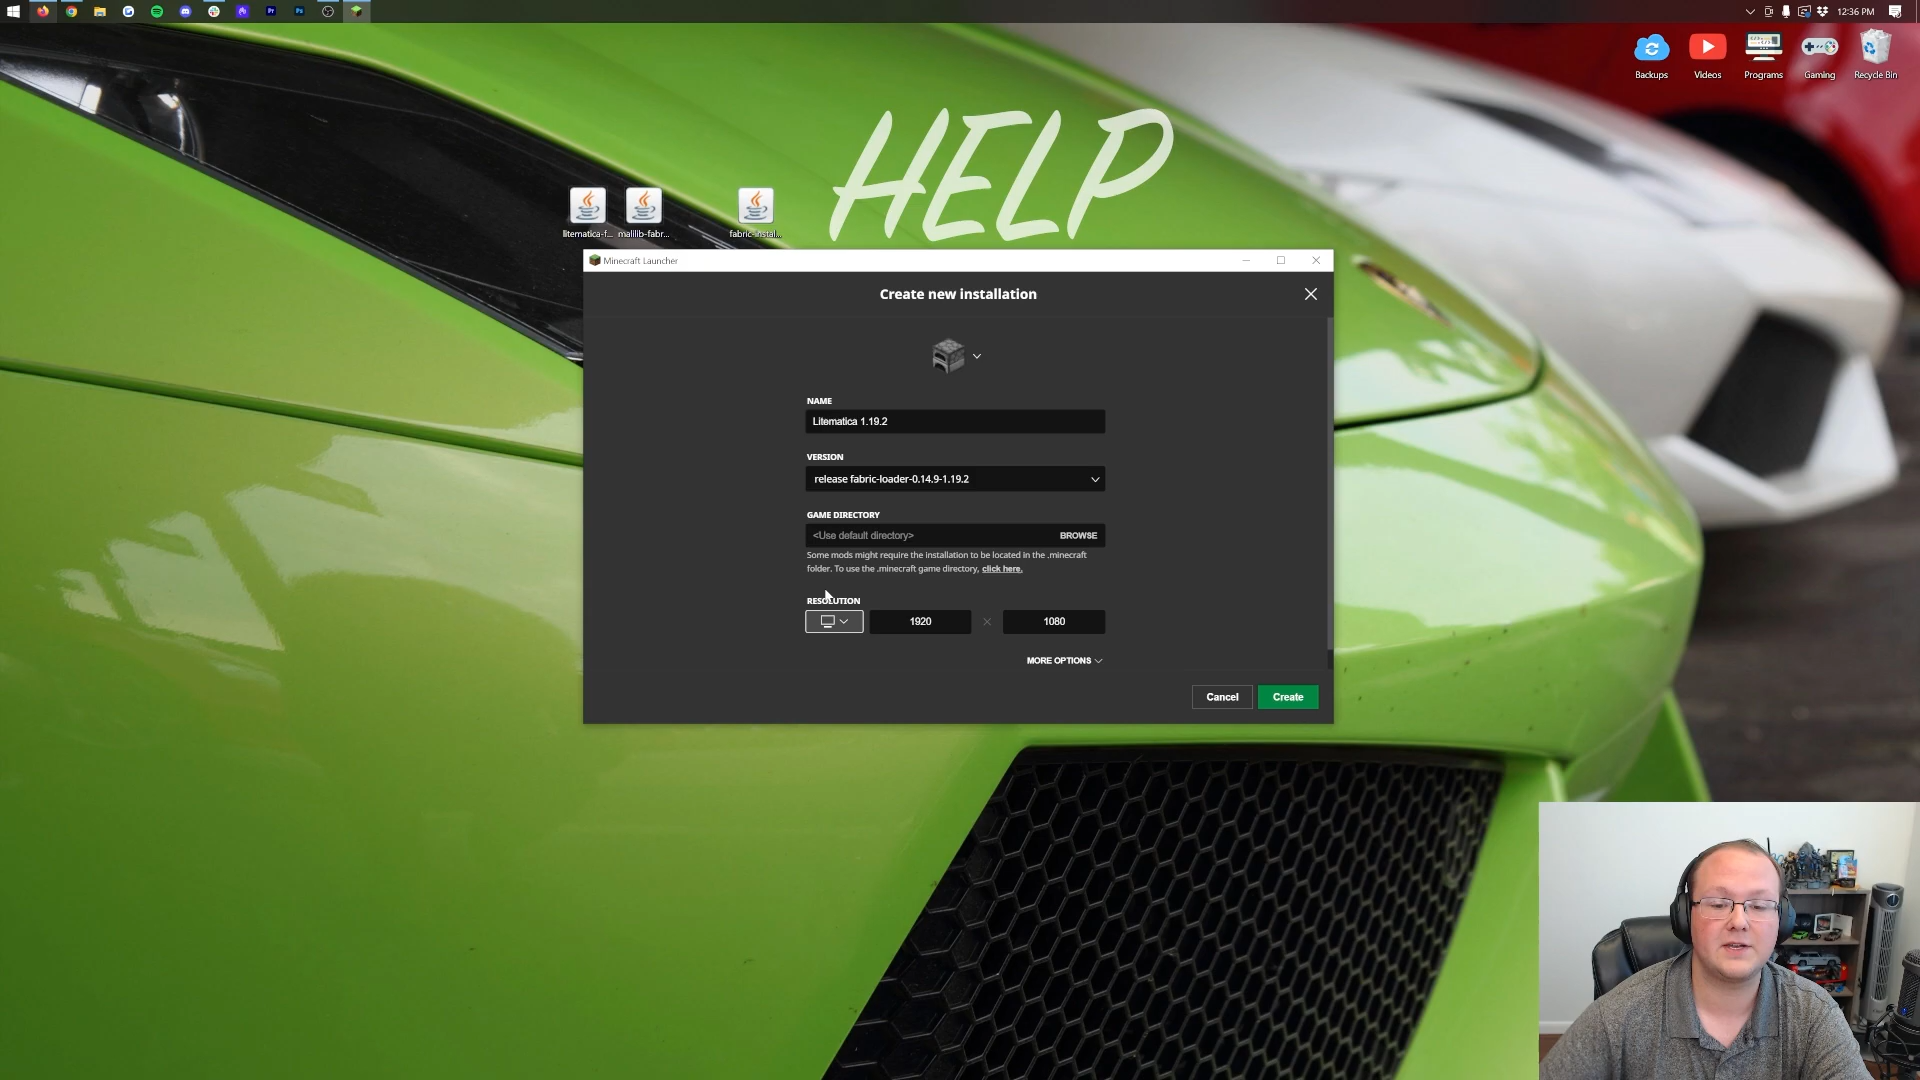 12:36 PM
Backups
Videos
Programs
Gaming
Recycle Bin
HELP
litematica-f...
malilib-fabr...
fabric-instal...
Minecraft Launcher
Create new installation
NAME
Litematica 1.19.2
VERSION
release fabric-loader-0.14.9-1.19.2
GAME DIRECTORY
<Use default directory>
BROWSE
Some mods might require the installation to be located in the .minecraft
folder. To use the .minecraft game directory, click here.
RESOLUTION
1920
1080
MORE OPTIONS
Cancel
Create